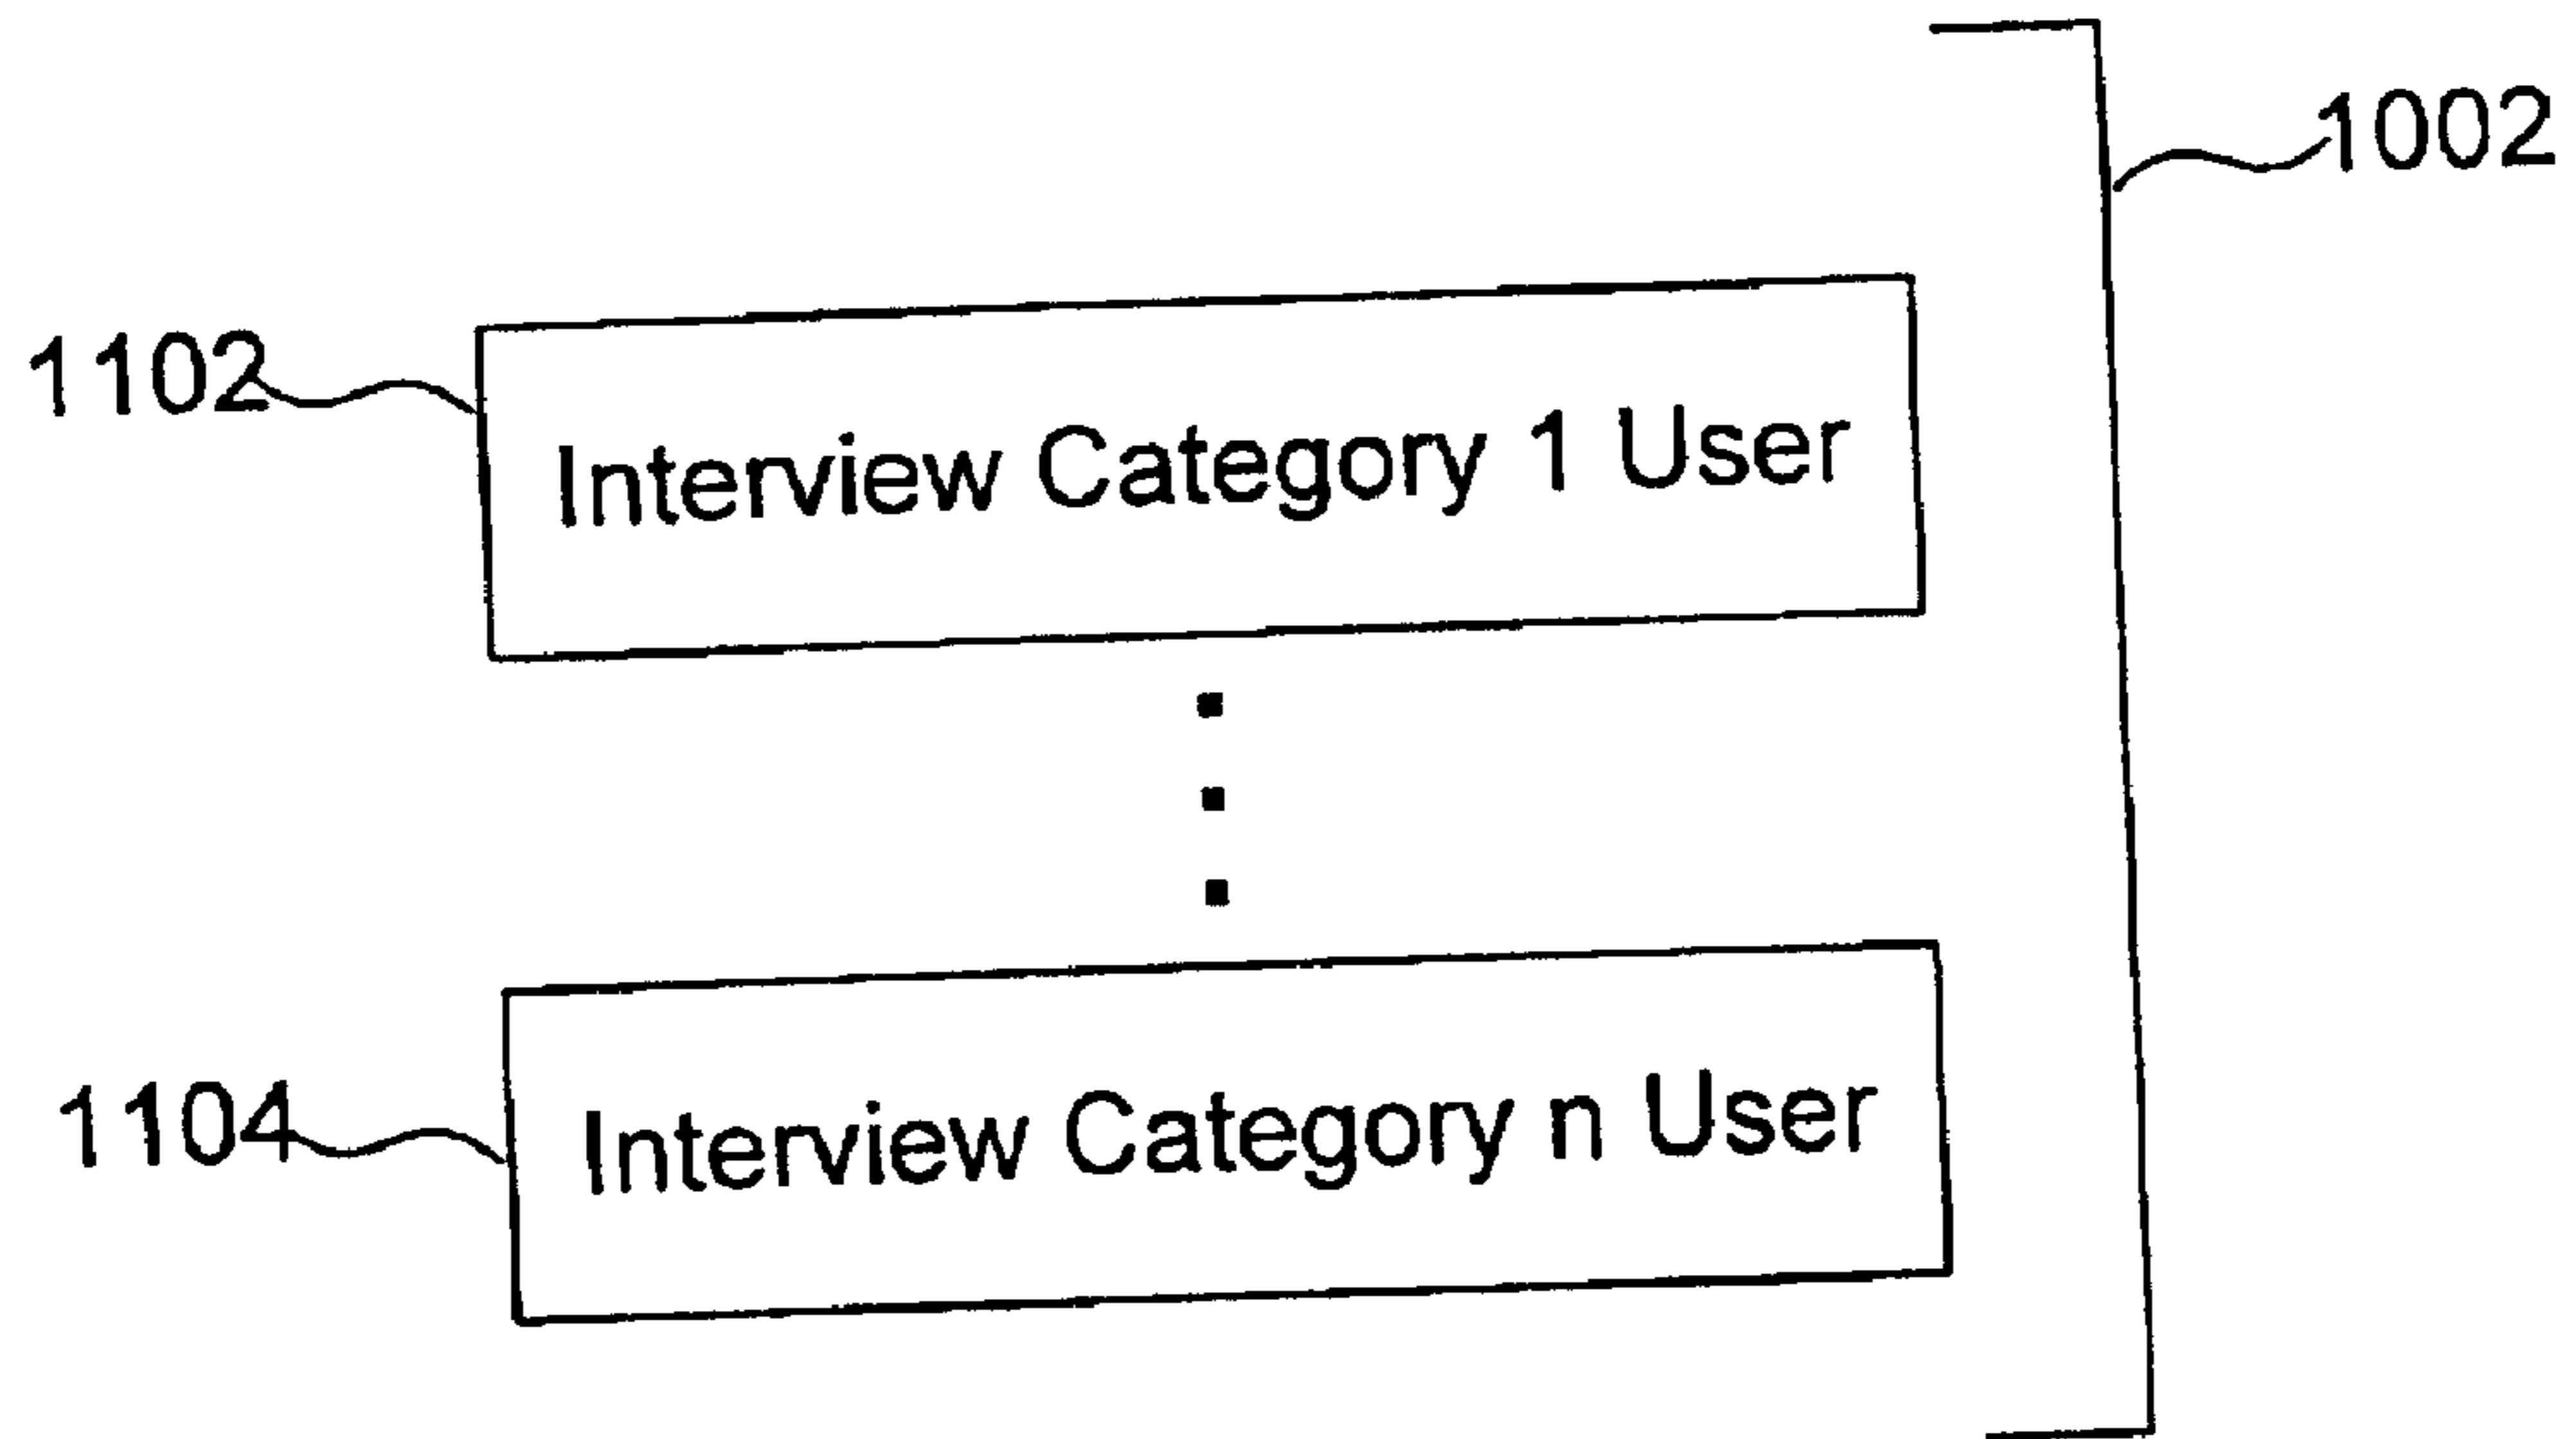 1002
1102
Interview Category 1 User
1104
Interview Category n User